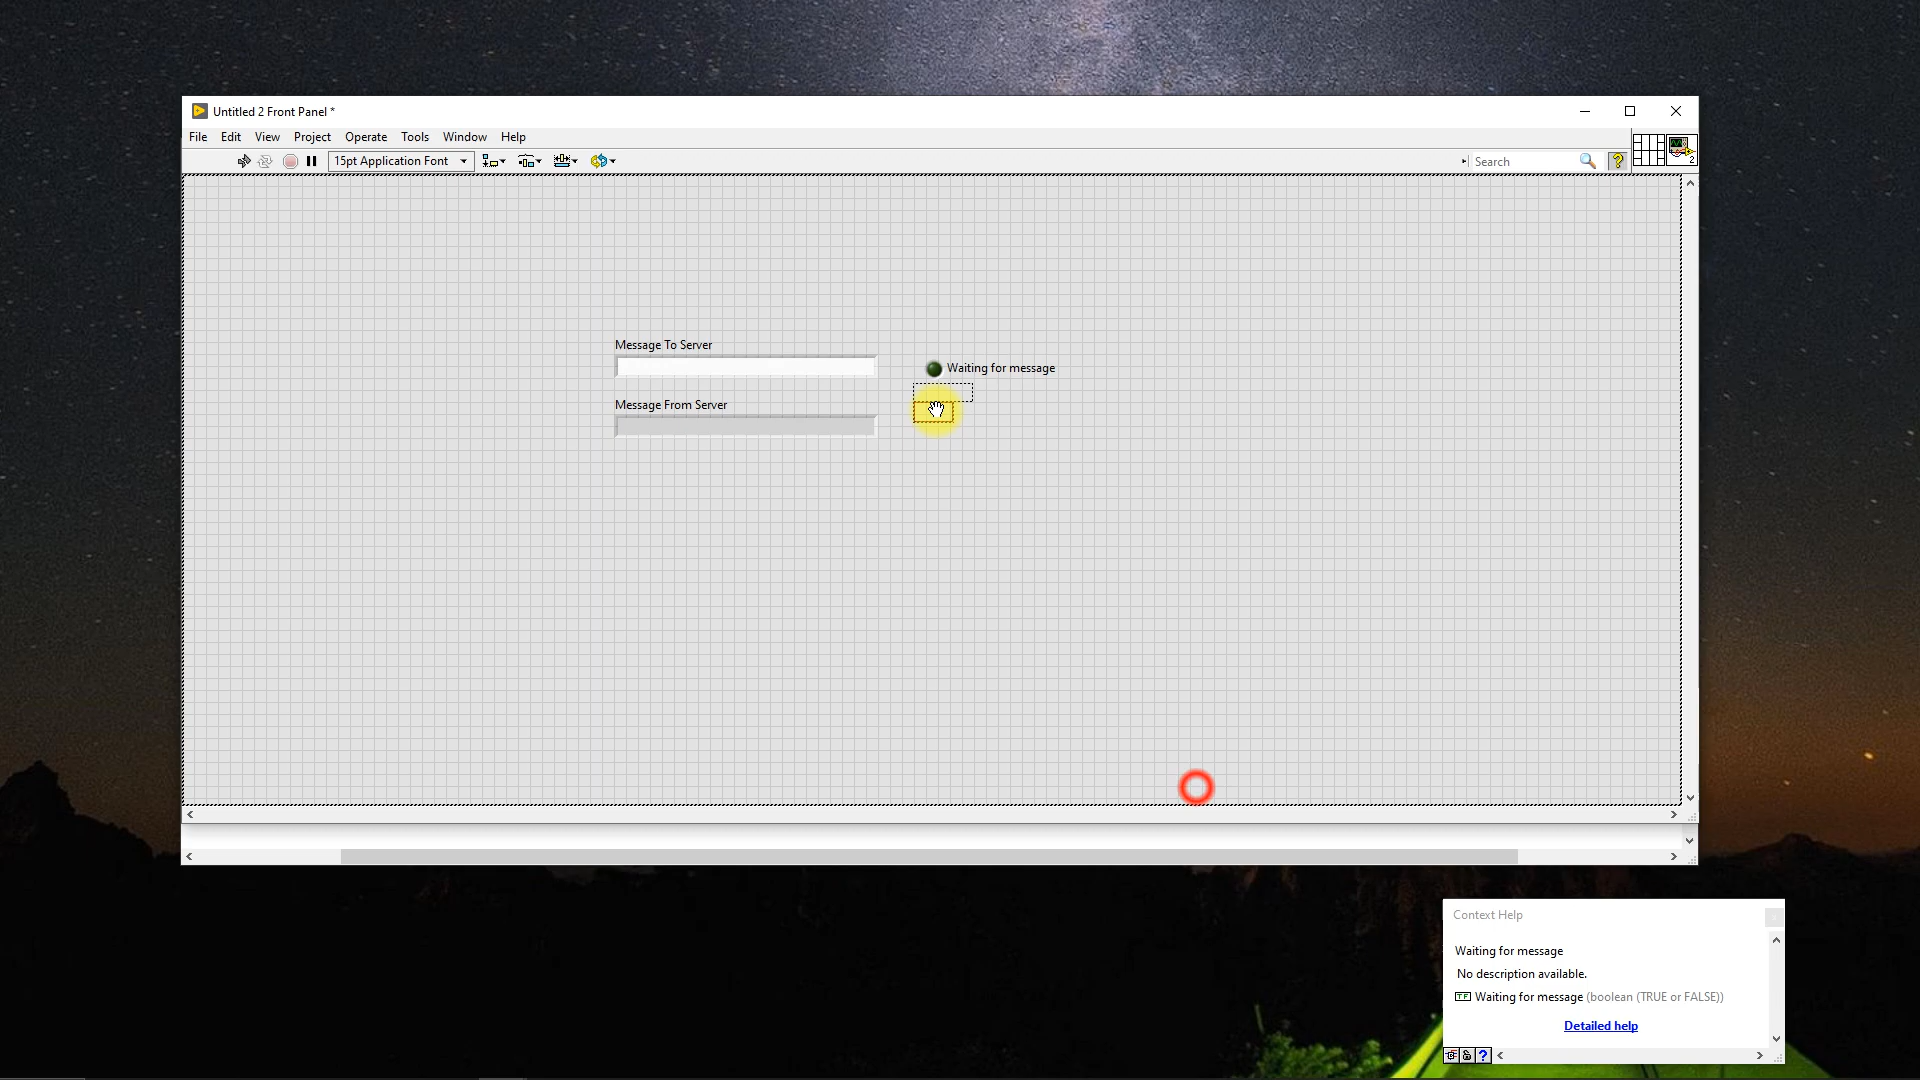 Untitled 2 Front Panel *
File Edit View Project Operate Tools Window Help
15pt Application Font
Search
?
2
Message To Server
Waiting for message
Message From Server
Context Help
Waiting for message
No description available.
TF Waiting for message (boolean (TRUE or FALSE))
Detailed help
?